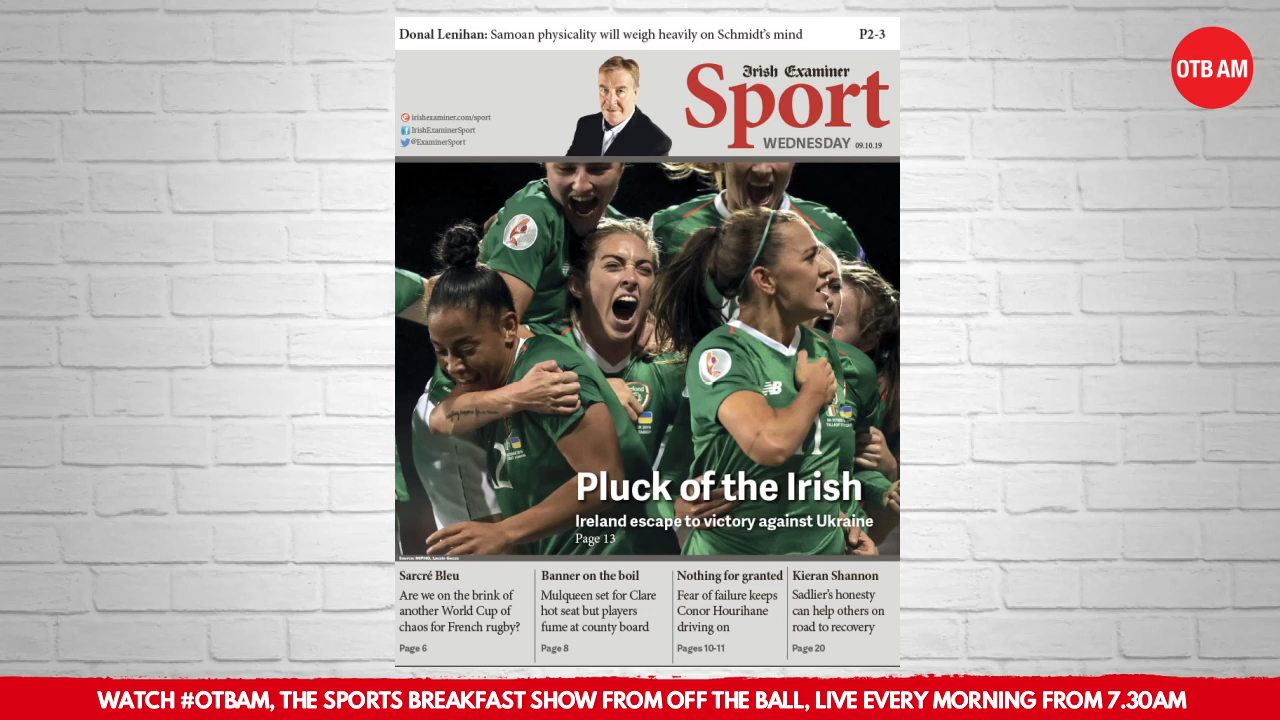 Donal Lenihan: Samoan physicality will weigh heavily on Schmidt's mind P2-3
OTB AM
Irish Examiner
Sport
WEDNESDAY 09.10.19
irishexaminer.com/sport
IrishExaminerSport
@ExaminerSport
Pluck of the Irish
Ireland escape to victory against Ukraine
Page 13
Sarcré Bleu
Are we on the brink of
another World Cup of
chaos for French rugby?
Page 6
Banner on the boil
Mulqueen set for Clare
hot seat but players
fume at county board
Page 8
Nothing for granted
Fear of failure keeps
Conor Hourihane
driving on
Pages 10-11
Kieran Shannon
Sadlier's honesty
can help others on
road to recovery
Page 20
WATCH #OTBAM, THE SPORTS BREAKFAST SHOW FROM OFF THE BALL, LIVE EVERY MORNING FROM 7.30AM